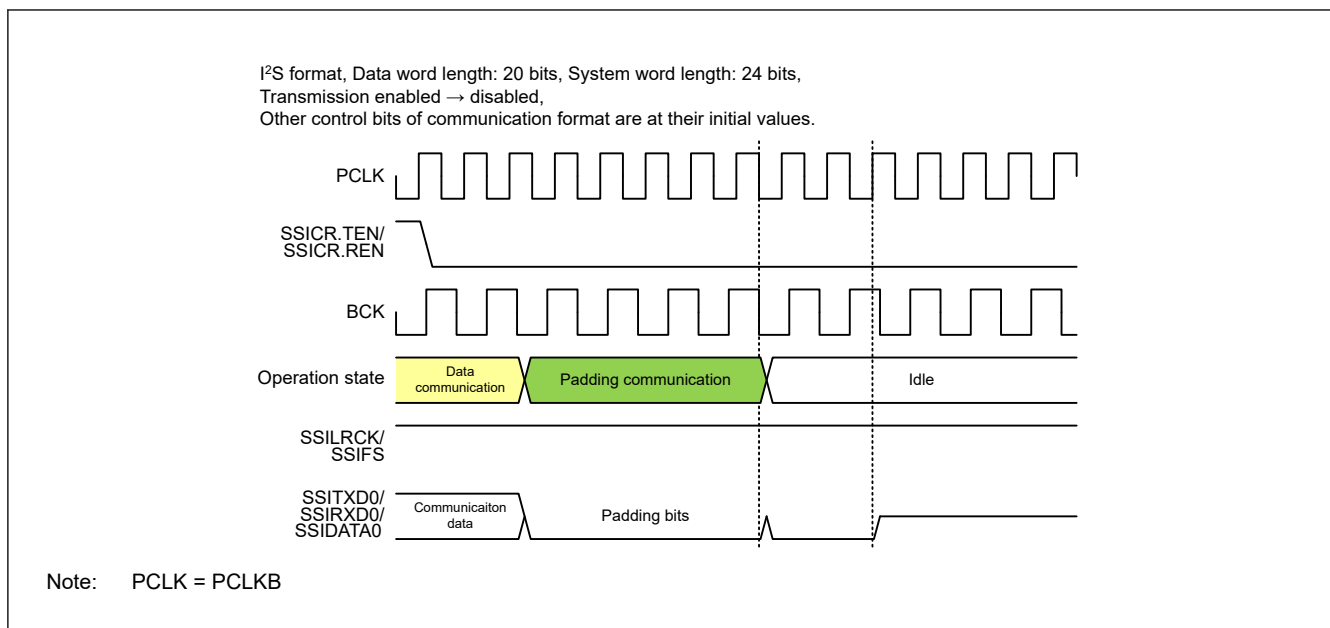 I²S format, Data word length: 20 bits, System word length: 24 bits,
Transmission enabled → disabled,
Other control bits of communication format are at their initial values.
PCLK
SSICR.TEN/
SSICR.REN
BCK
Operation state
Data
communication
Padding communication
Idle
SSILRCK/
SSIFS
SSITXD0/
SSIRXD0/
SSIDATA0
Communicaiton
data
Padding bits
Note: PCLK = PCLKB